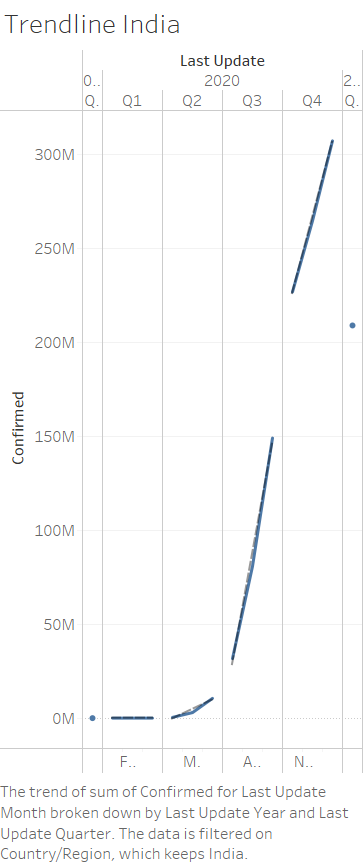 Trendline India
Last Update
0.. 2020 2..
Q. Q1 Q2 Q3 Q4 Q.
300M
250M
200M
150M
100M
50M
0M
Confirmed
F.. M. A.. N..
The trend of sum of Confirmed for Last Update
Month broken down by Last Update Year and Last
Update Quarter. The data is filtered on
Country/Region, which keeps India.